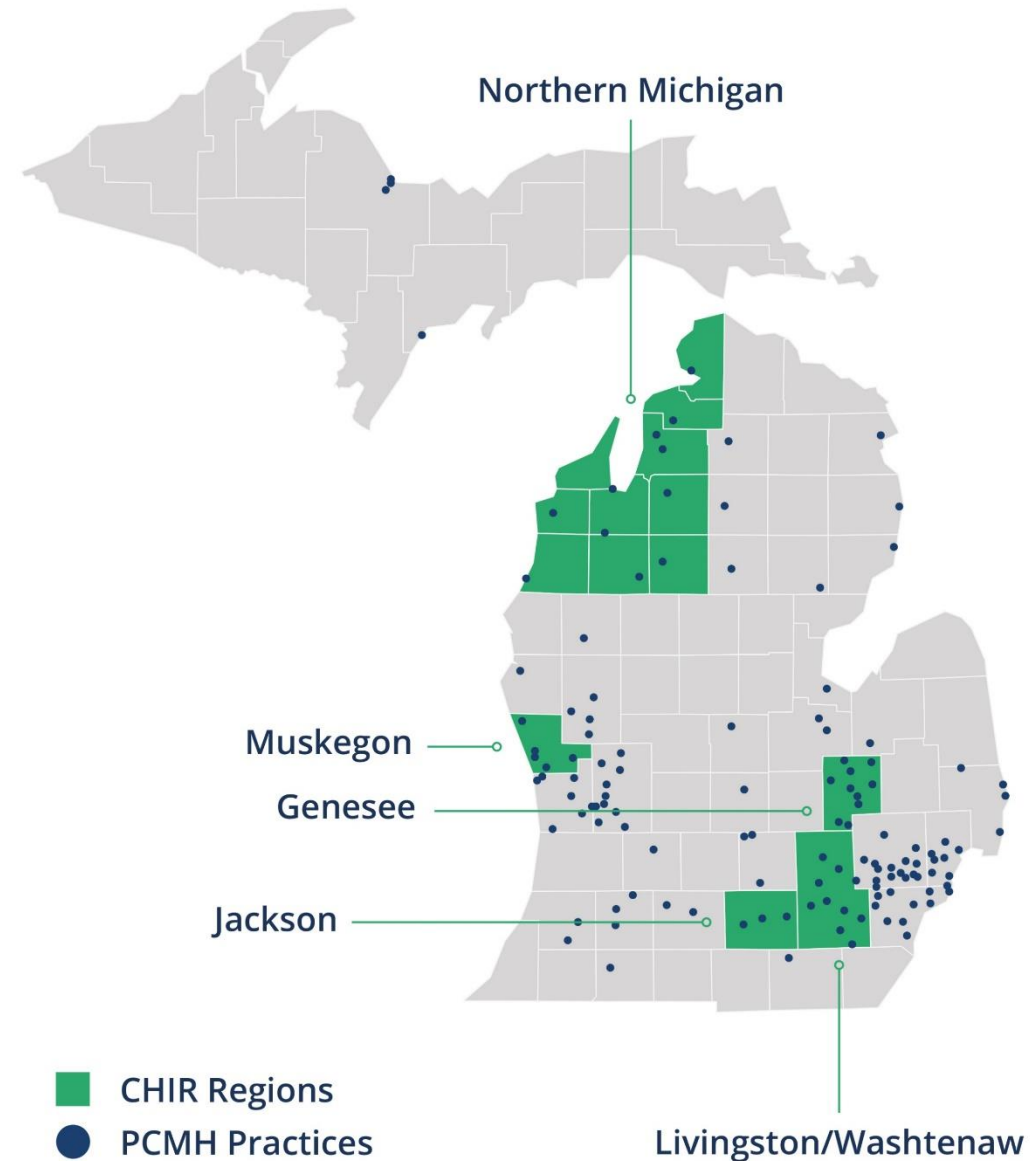 Northern Michigan
Muskegon
Genesee
Jackson
CHIR Regions
PCMH Practices
Livingston/Washtenaw